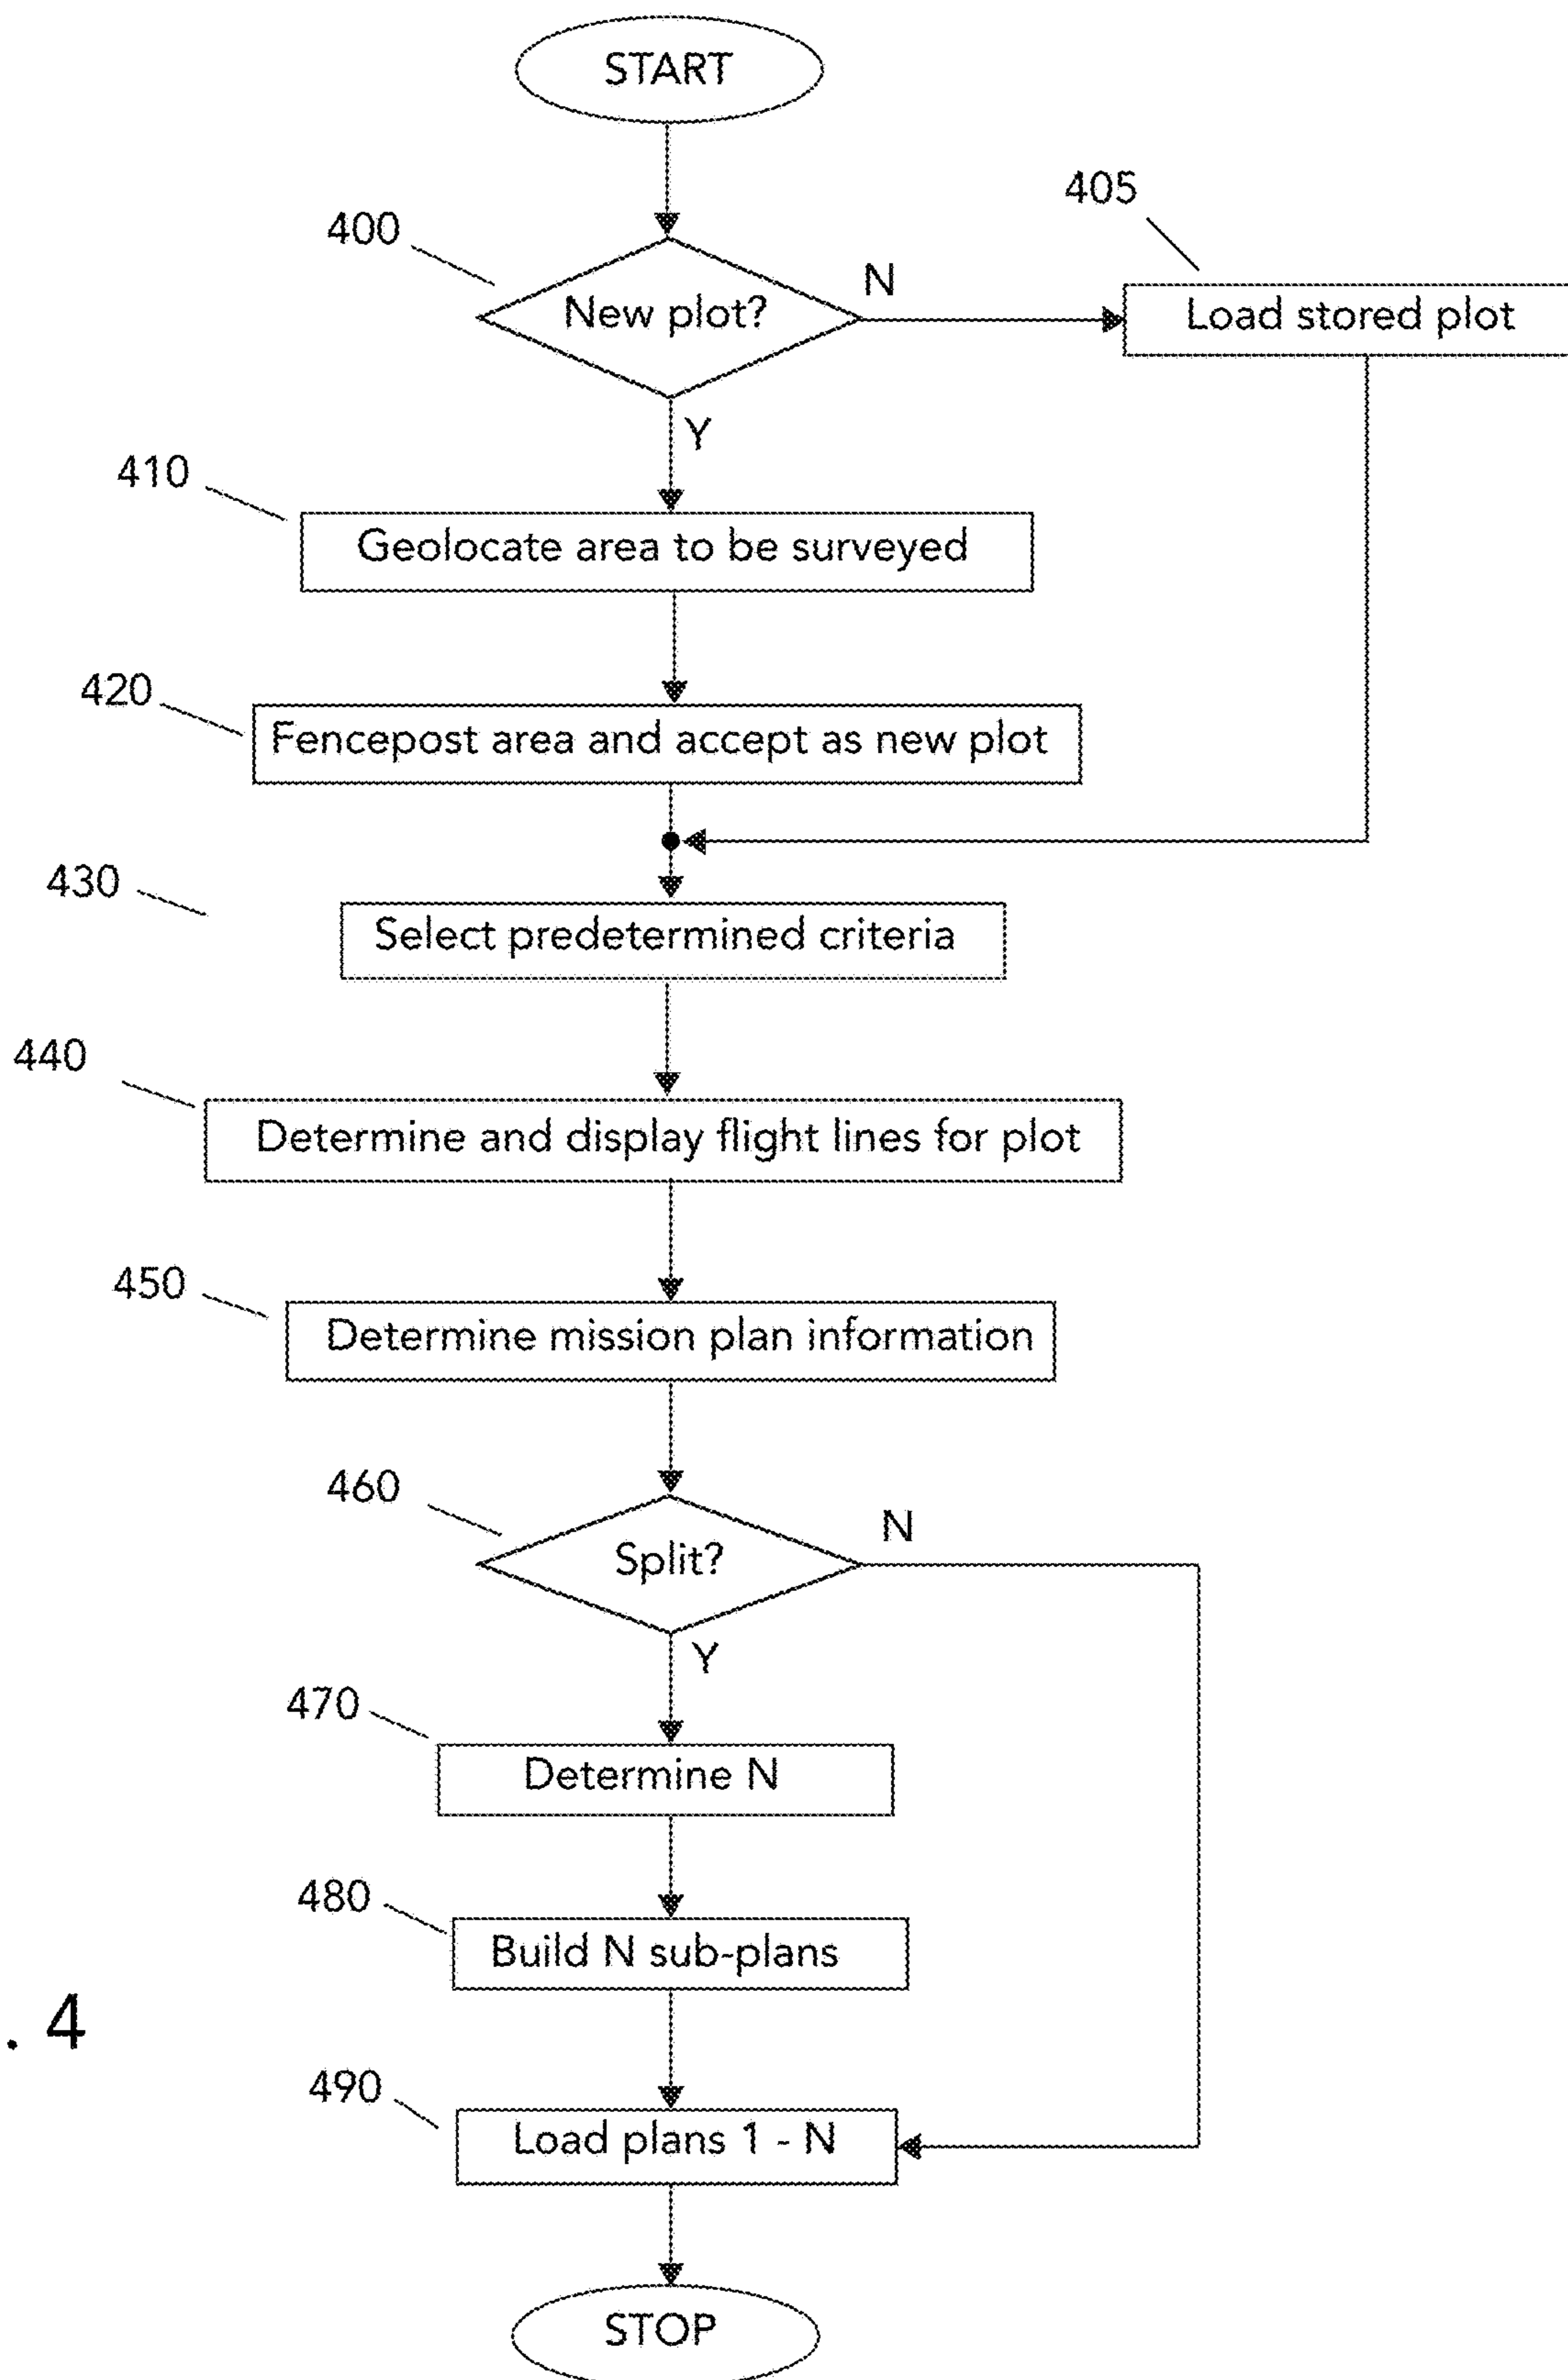 START
405
400
New plot?
N
Load stored plot
Y
410
Geolocate area to be surveyed
420
Fencepost area and accept as new plot
430
Select predetermined criteria
440
Determine and display flight lines for plot
450
Determine mission plan information
460
Split?
N
Y
470
Determine N
480
Build N sub-plans
. 4
490
Load plans 1 - N
STOP